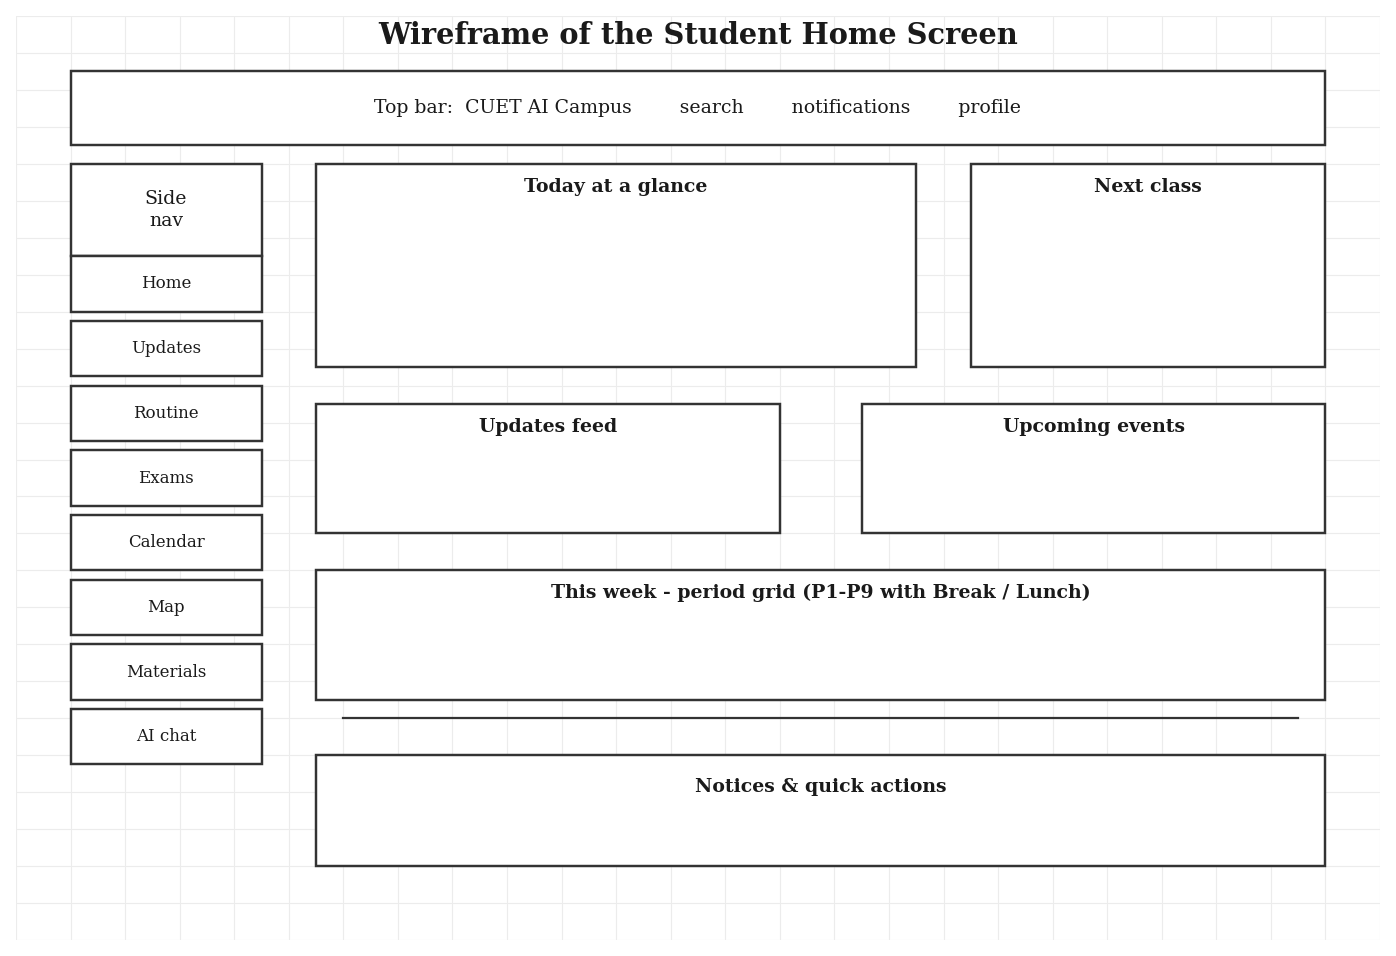 Wireframe of the Student Home Screen
Top bar: CUET AI Campus search notifications profile
Side
nav
Home
Updates
Routine
Exams
Calendar
Map
Materials
AI chat
Today at a glance
Next class
Updates feed
Upcoming events
This week - period grid (P1-P9 with Break / Lunch)
Notices & quick actions